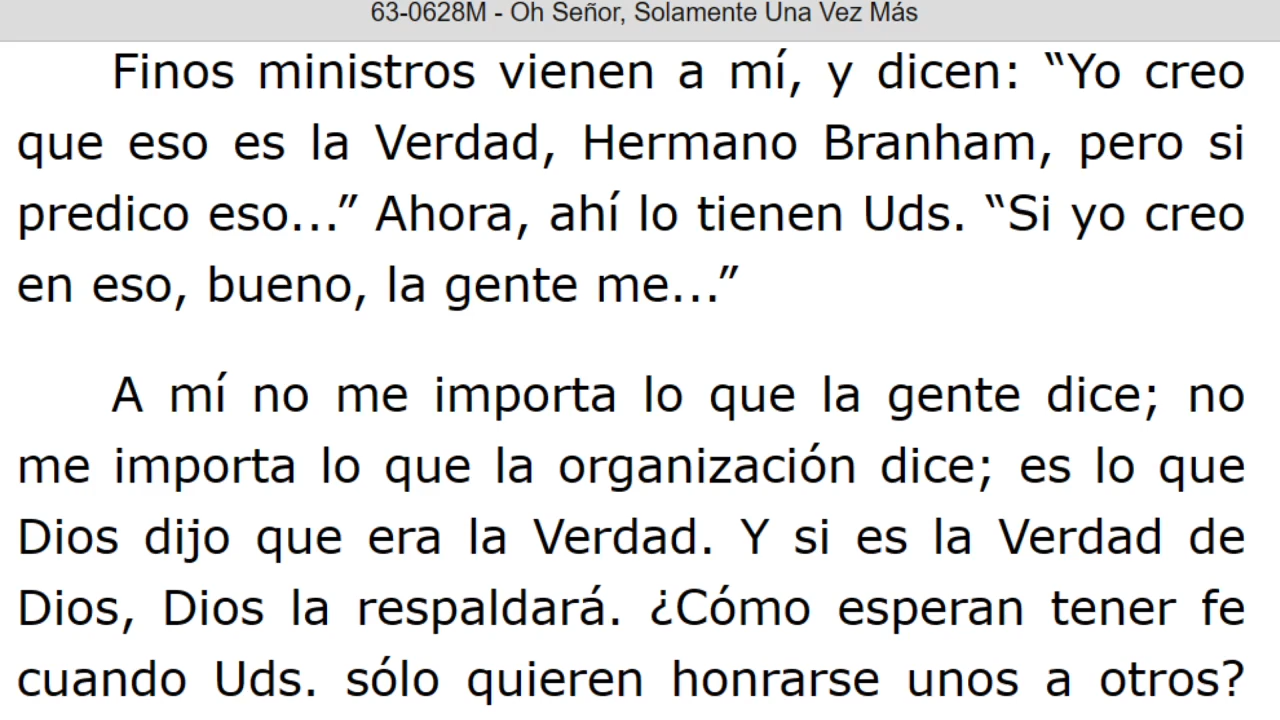 63-0628M - Oh Señor, Solamente Una Vez Más
Finos ministros vienen a mí, y dicen: “Yo creo
que eso es la Verdad, Hermano Branham, pero si
predico eso...” Ahora, ahí lo tienen Uds. “Si yo creo
en eso, bueno, la gente me...”
A mí no me importa lo que la gente dice; no
me importa lo que la organización dice; es lo que
Dios dijo que era la Verdad. Y si es la Verdad de
Dios, Dios la respaldará. ¿Cómo esperan tener fe
cuando Uds. sólo quieren honrarse unos a otros?